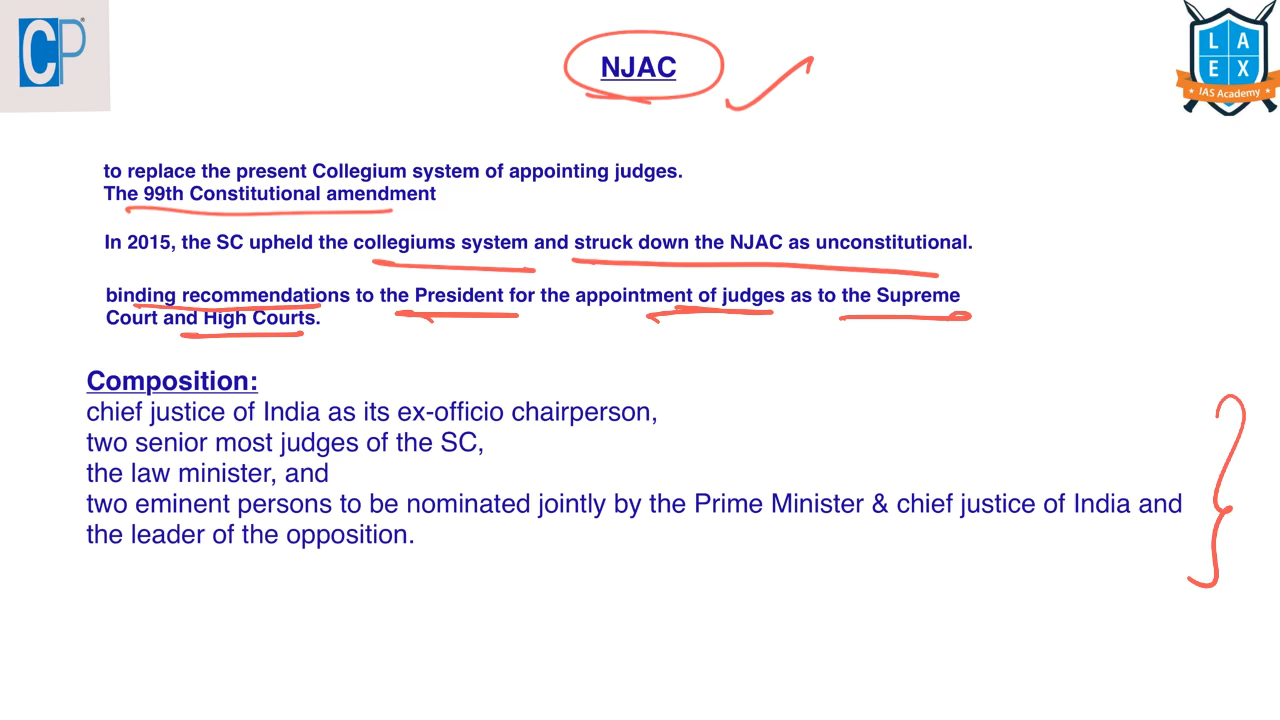 CP
NJAC
L A
E X
IAS Academy
to replace the present Collegium system of appointing judges.
The 99th Constitutional amendment
In 2015, the SC upheld the collegiums system and struck down the NJAC as unconstitutional.
binding recommendations to the President for the appointment of judges as to the Supreme
Court and High Courts.
Composition:
chief justice of India as its ex-officio chairperson,
two senior most judges of the SC,
the law minister, and
two eminent persons to be nominated jointly by the Prime Minister & chief justice of India and
the leader of the opposition.